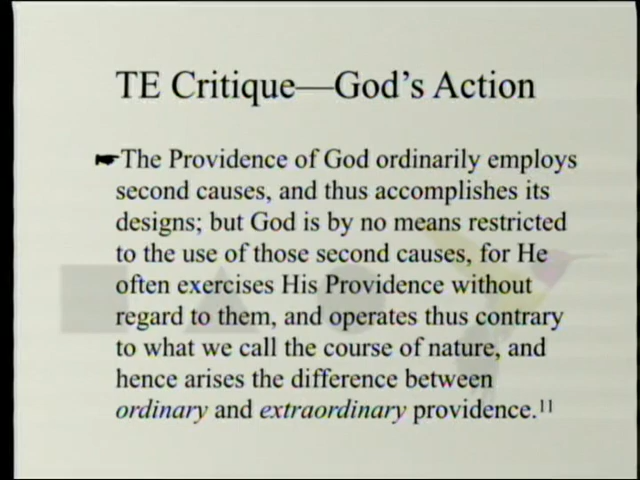 TE Critique—God's Action
☛The Providence of God ordinarily employs
second causes, and thus accomplishes its
designs; but God is by no means restricted
to the use of those second causes, for He
often exercises His Providence without
regard to them, and operates thus contrary
to what we call the course of nature, and
hence arises the difference between
ordinary and extraordinary providence.11